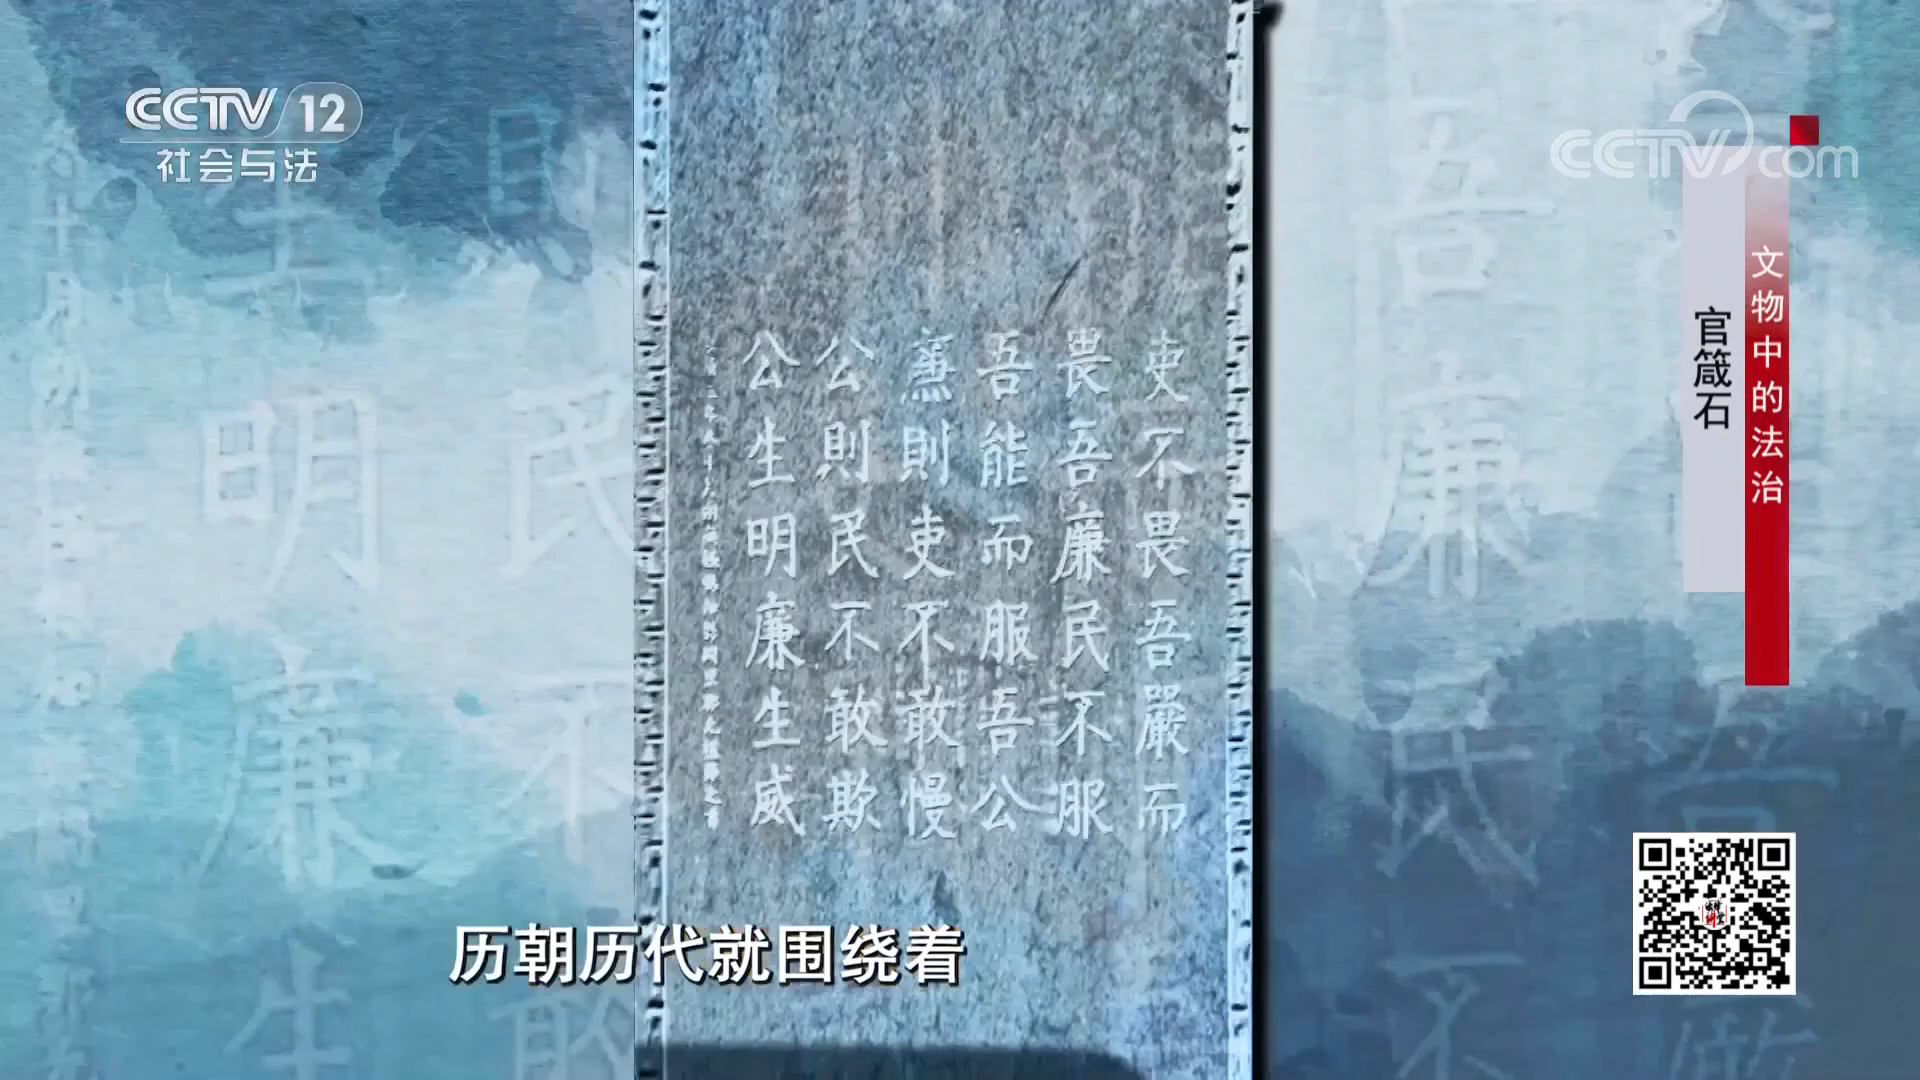 CCTV 12
社会与法
CCTV.com
文物中的法治
官箴石
吏不畏吾嚴而
畏吾廉民不服
吾能而服吾公
廉則吏不敢慢
公則民不敢欺
公生明廉生威
历朝历代就围绕着